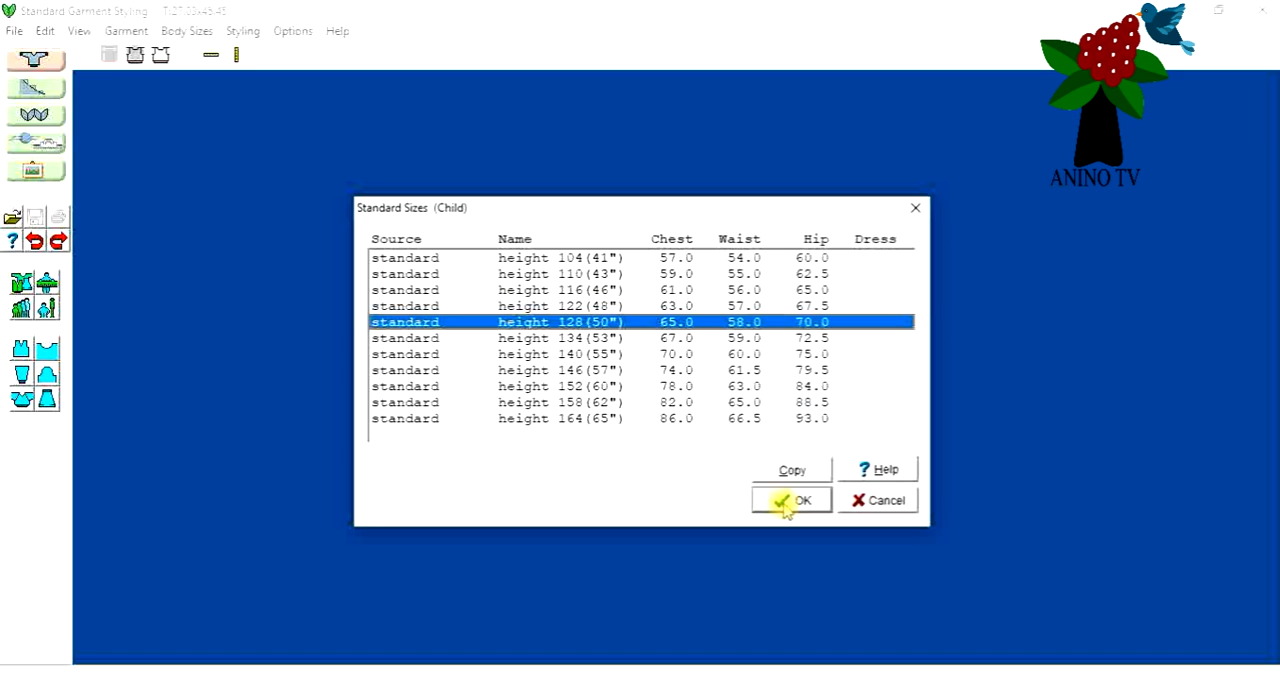 Standard Garment Styling
File Edit View Garment Body Sizes Styling Options Help
ANINO TV
Standard Sizes (Child)
Source Name Chest Waist Hip Dress
standard height 104(41") 57.0 54.0 60.0
standard height 110(43") 59.0 55.0 62.5
standard height 116(46") 61.0 56.0 65.0
standard height 122(48") 63.0 57.0 67.5
standard height 128(50") 65.0 58.0 70.0
standard height 134(53") 67.0 59.0 72.5
standard height 140(55") 70.0 60.0 75.0
standard height 146(57") 74.0 61.5 79.5
standard height 152(60") 78.0 63.0 84.0
standard height 158(62") 82.0 65.0 88.5
standard height 164(65") 86.0 66.5 93.0
Copy ? Help
OK Cancel